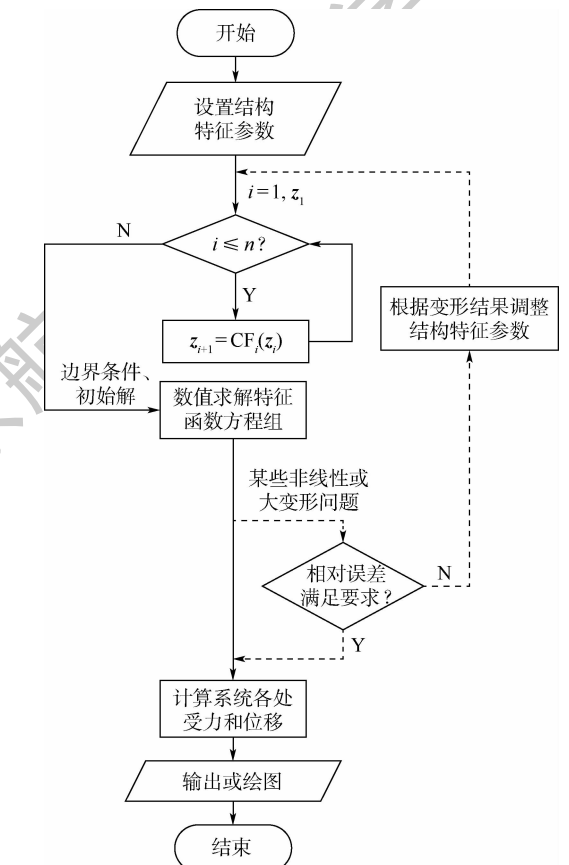 开始
设置结构
特征参数
i=1, z₁
N
i≤n?
Y
z_{i+1}=CF_i(z_i)
根据变形结果调整
结构特征参数
边界条件、
初始解
数值求解特征
函数方程组
某些非线性或
大变形问题
相对误差
满足要求?
N
Y
计算系统各处
受力和位移
输出或绘图
结束